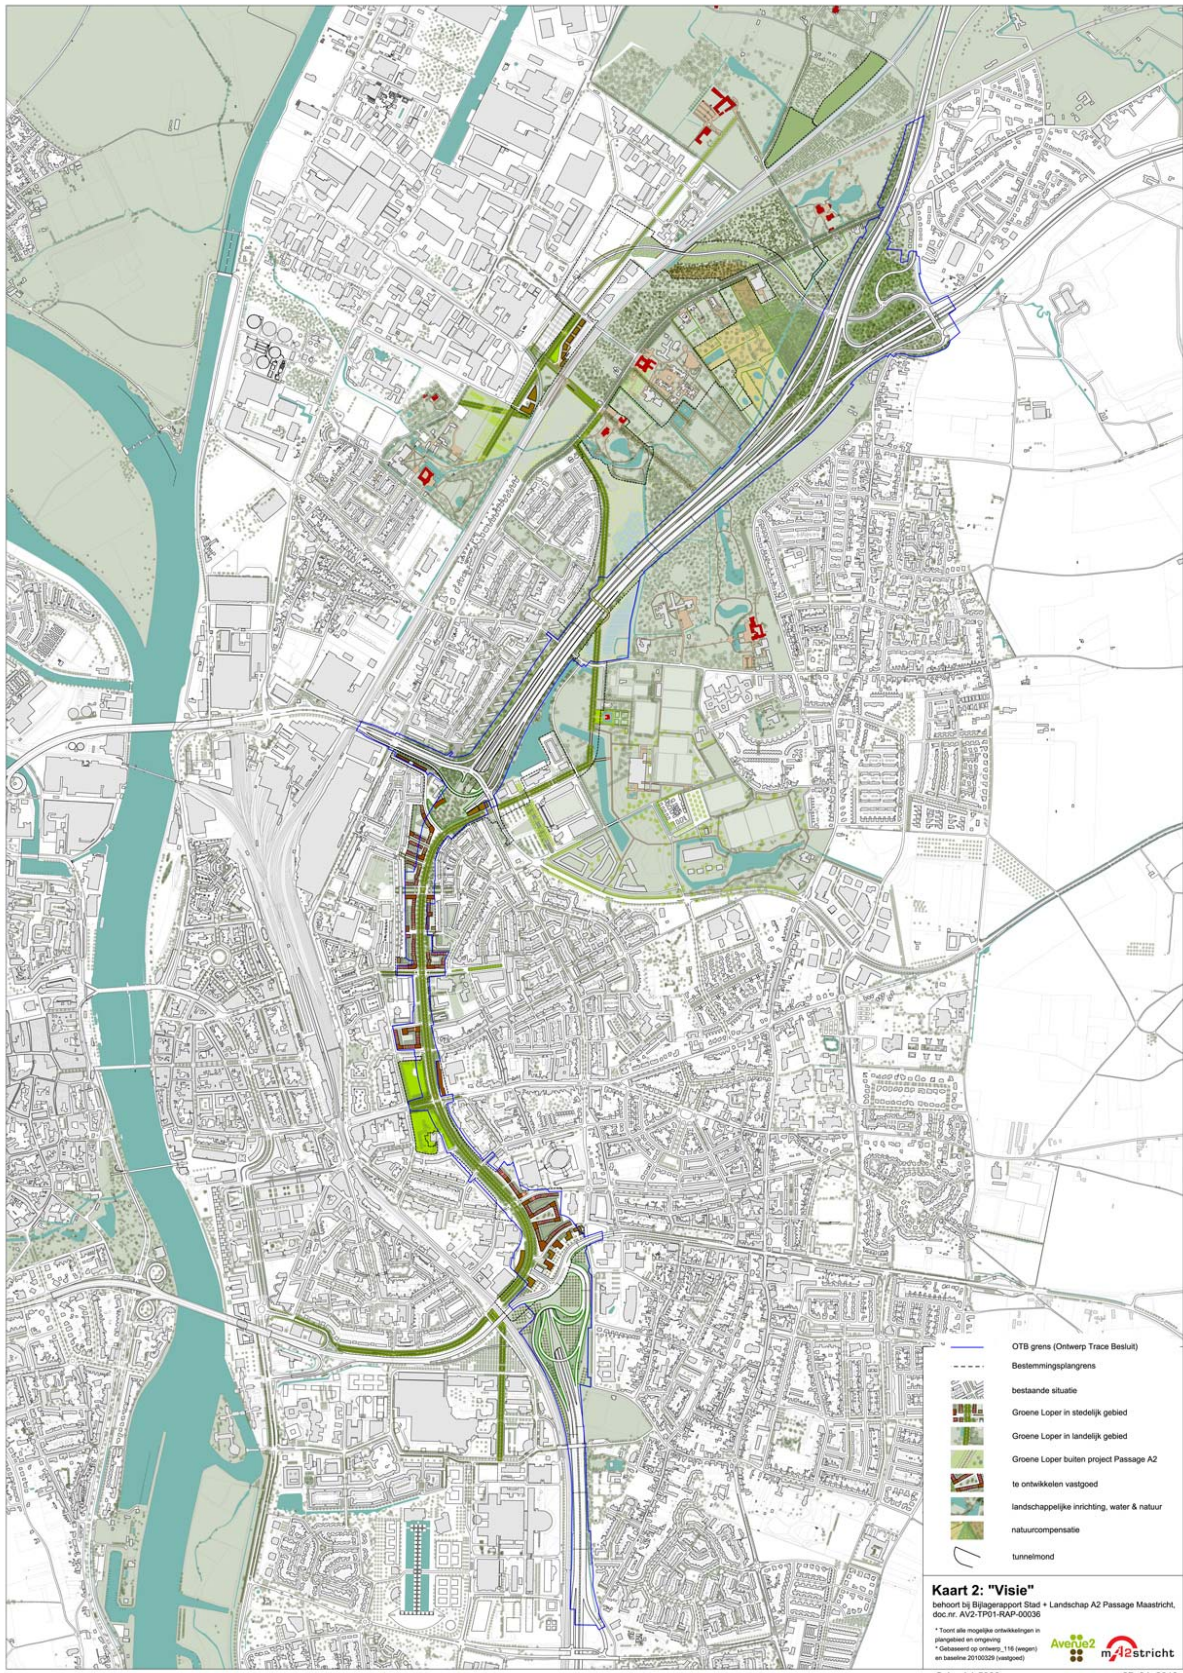 OTB grens (Ontwerp Trace Besluit)
Bestemmingsplangrens
bestaande situatie
Groene Loper in stedelijk gebied
Groene Loper in landelijk gebied
Groene Loper buiten project Passage A2
te ontwikkelen vastgoed
landschappelijke inrichting, water & natuur
natuurcompensatie
tunnelmond
Kaart 2: "Visie"
behoort bij Bijlagerapport Stad + Landschap A2 Passage Maastricht,
doc.nr. AV2-TP01-RAP-00036
* Toont alle mogelijke ontwikkelingen in
plangebied en omgeving
* Gebaseerd op ontwerp_116 (wegen)
en baseline 20100329 (vastgoed)
Avenue2
mA2stricht